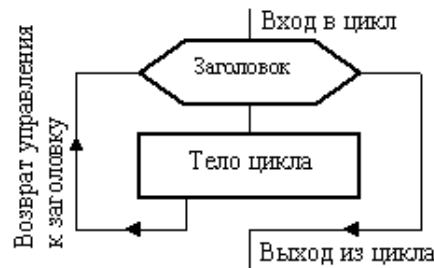 Вход в цикл
Заголовок
Возврат управления
к заголовку
Тело цикла
Выход из цикла